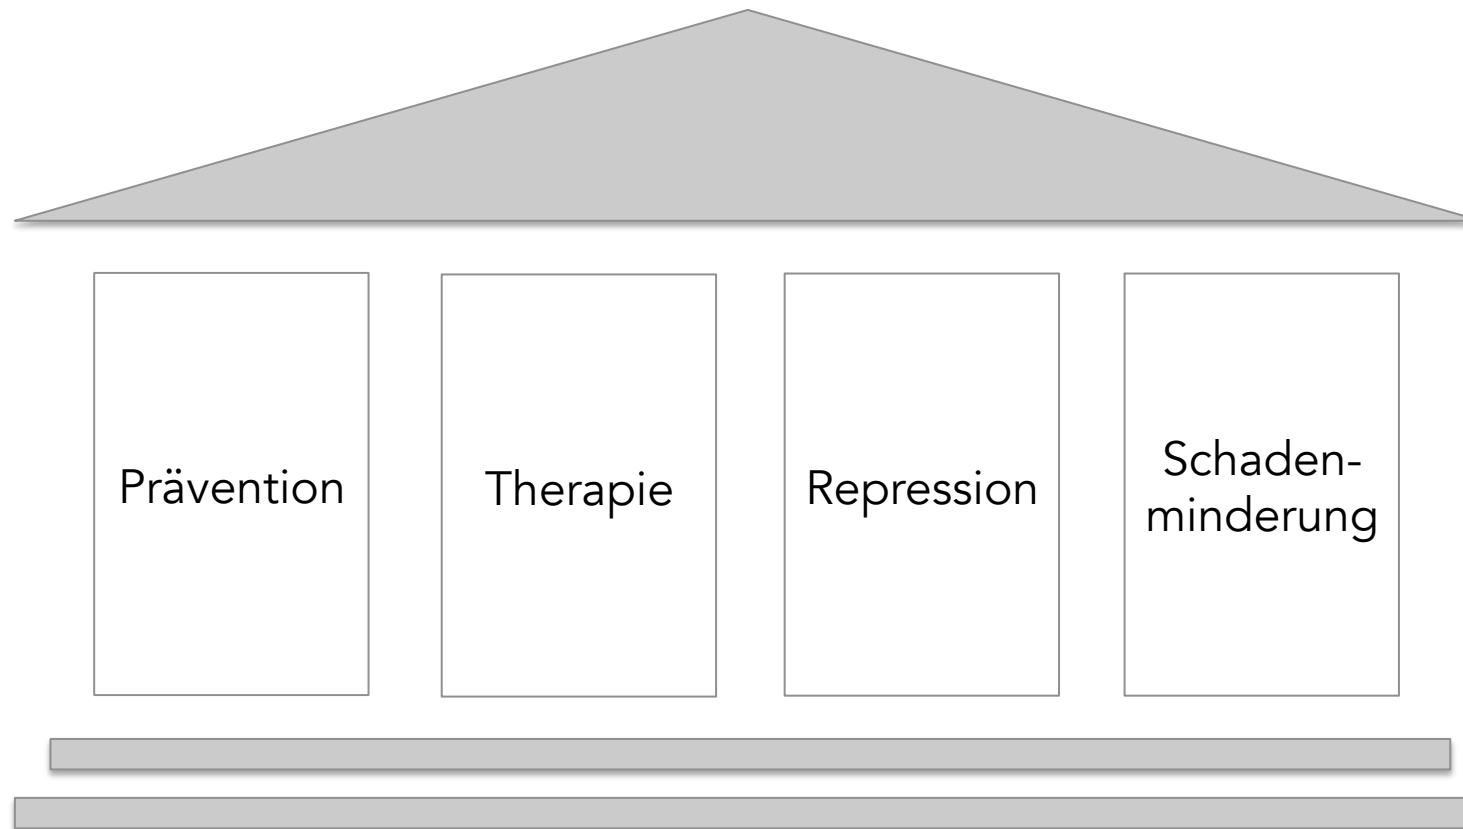 Prävention
Therapie
Repression
Schaden-
minderung